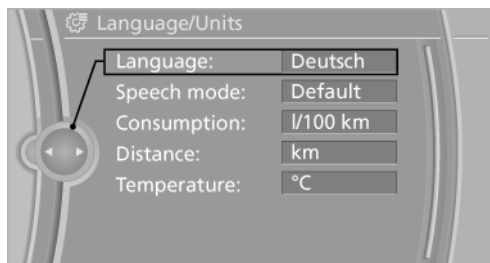 Language/Units
Language: Deutsch
Speech mode: Default
Consumption: l/100 km
Distance: km
Temperature: °C